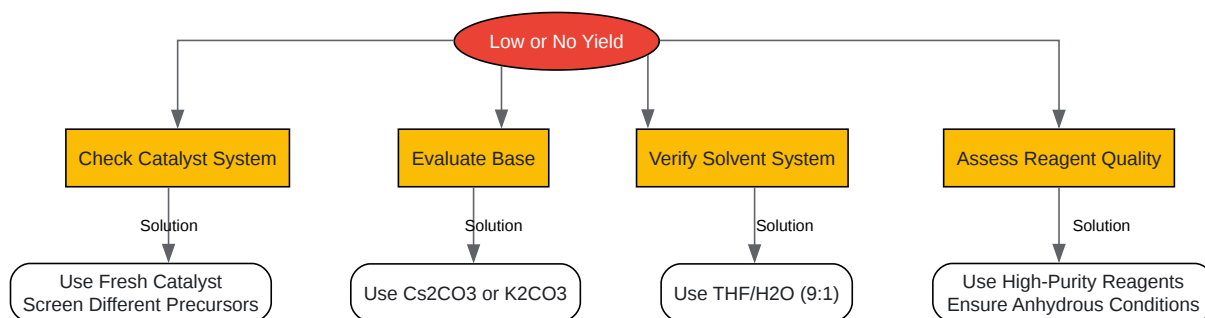 Low or No Yield
Check Catalyst System
Evaluate Base
Verify Solvent System
Assess Reagent Quality
Solution
Solution
Solution
Solution
Use Fresh Catalyst
Screen Different Precursors
Use Cs2CO3 or K2CO3
Use THF/H2O (9:1)
Use High-Purity Reagents
Ensure Anhydrous Conditions